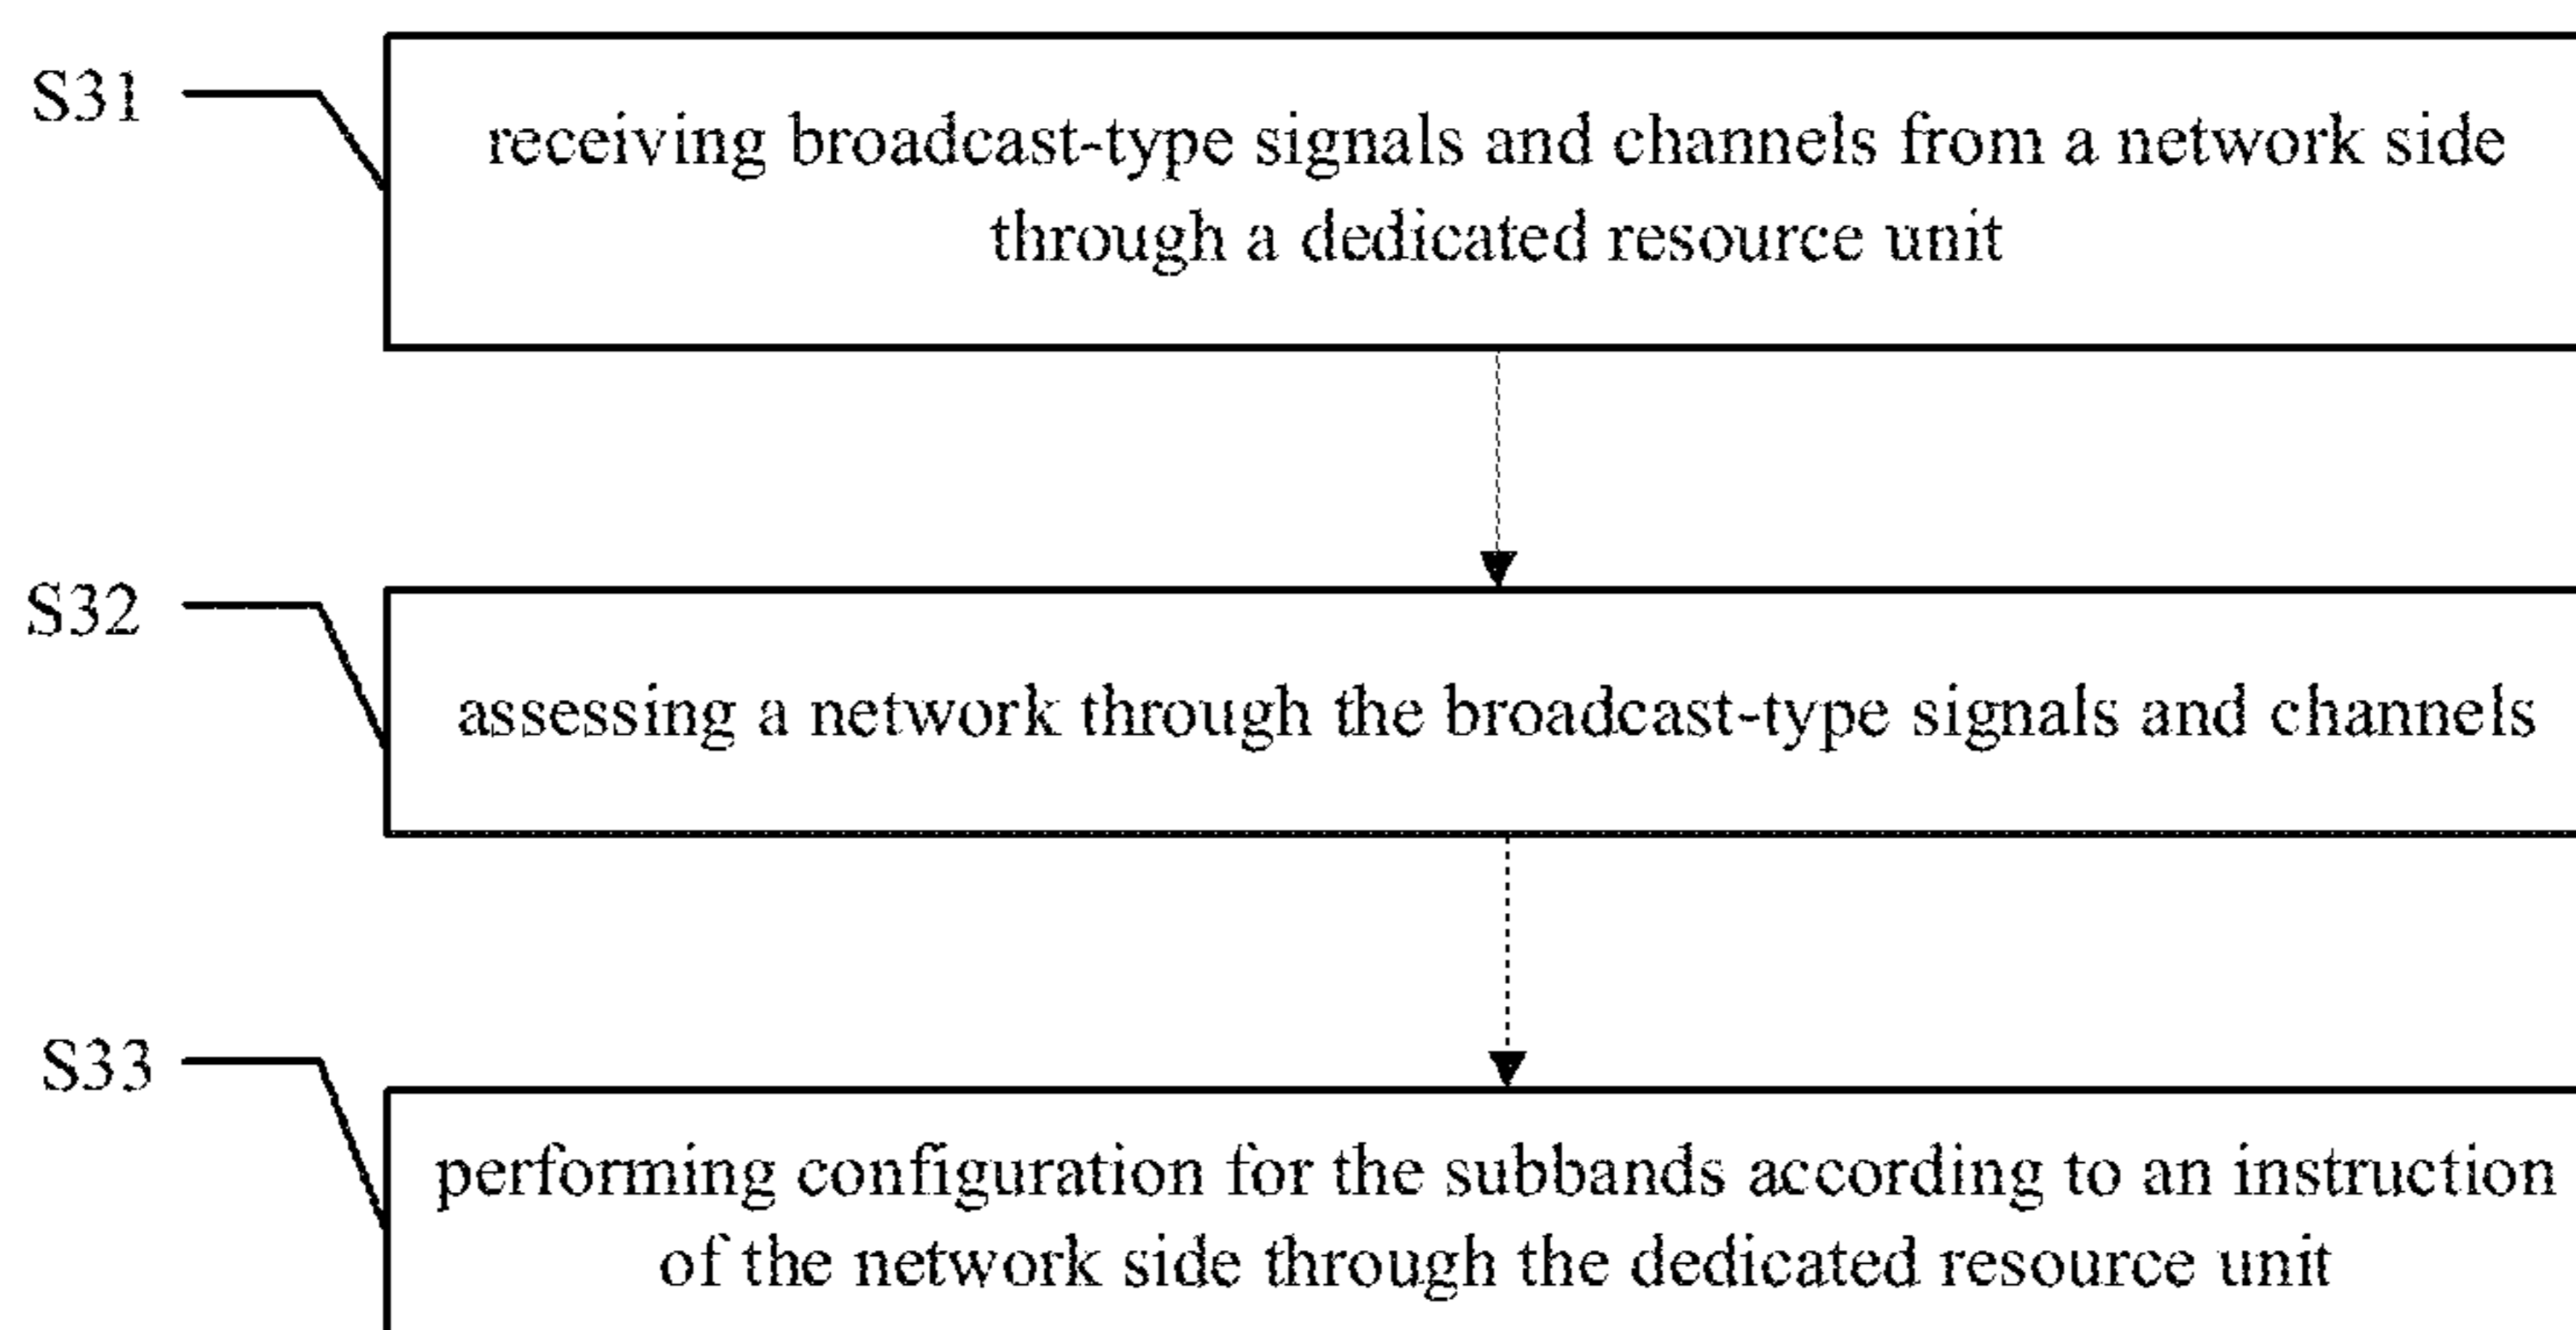 S31
receiving broadcast-type signals and channels from a network side
through a dedicated resource unit
S32
assessing a network through the broadcast-type signals and channels
S33
performing configuration for the subbands according to an instruction
of the network side through the dedicated resource unit